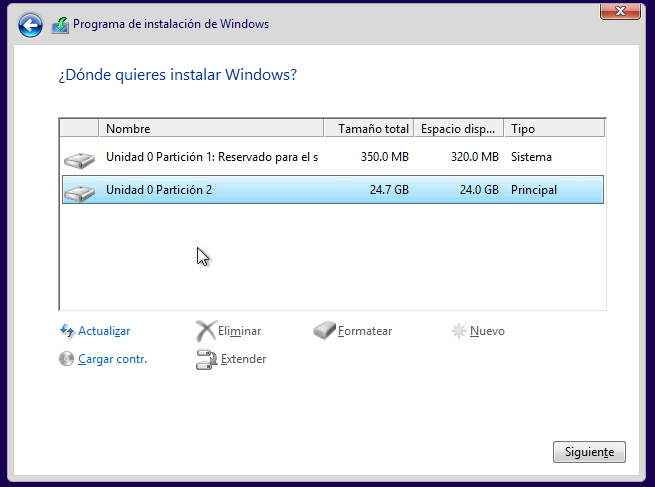 Programa de instalación de Windows
¿Dónde quieres instalar Windows?
Nombre Tamaño total Espacio disp... Tipo
Unidad 0 Partición 1: Reservado para el s 350.0 MB 320.0 MB Sistema
Unidad 0 Partición 2 24.7 GB 24.0 GB Principal
Actualizar Eliminar Formatear Nuevo
Cargar contr. Extender
Siguiente